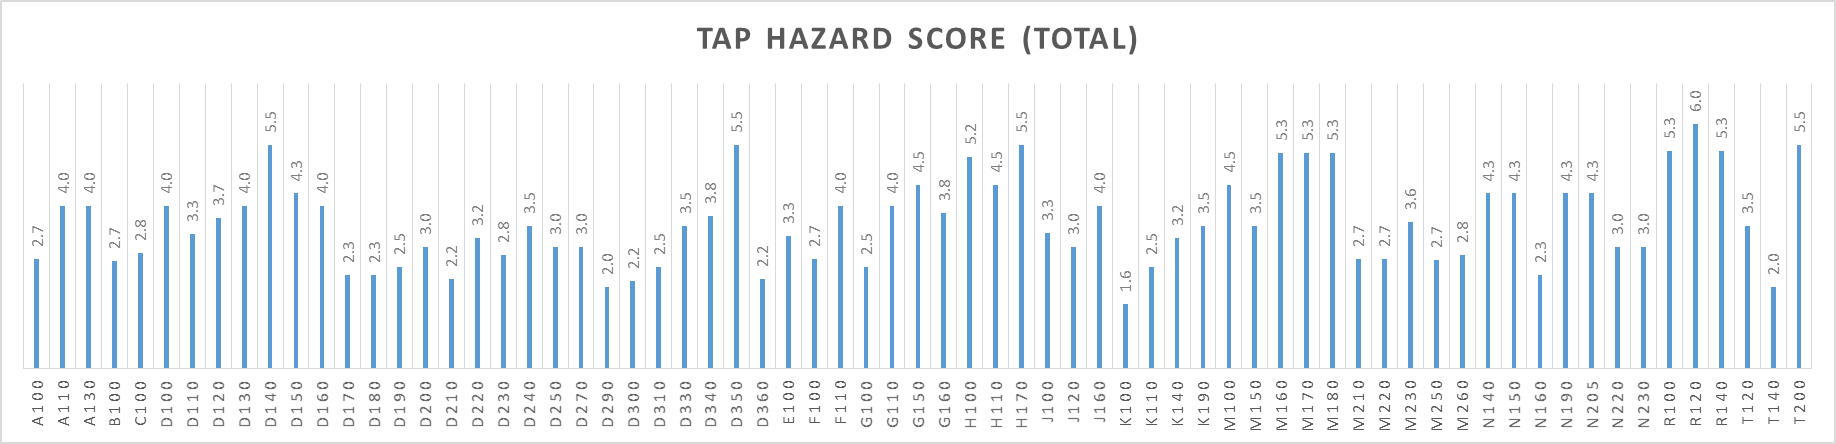 TAP HAZARD SCORE (TOTAL)
2.7 4.0 4.0 2.7 2.8 4.0 3.3 3.7 4.0 5.5 4.3 4.0 2.3 2.3 2.5 3.0 2.2 3.2 2.8 3.5 3.0 3.0 2.0 2.2 2.5 3.5 3.8 5.5 2.2 3.3 2.7 4.0 2.5 4.0 4.5 3.8 5.2 4.5 5.5 3.3 3.0 4.0 1.6 2.5 3.2 3.5 4.5 3.5 5.3 5.3 5.3 2.7 2.7 3.6 2.7 2.8 4.3 4.3 2.3 4.3 4.3 3.0 3.0 5.3 6.0 5.3 3.5 2.0 5.5
A100 A110 A130 B100 C100 D100 D110 D120 D130 D140 D150 D160 D170 D180 D190 D200 D210 D220 D230 D240 D250 D270 D290 D300 D310 D330 D340 D350 D360 E100 F100 F110 G100 G110 G150 G160 H100 H110 H170 J100 J120 J160 K100 K110 K140 K190 M100 M150 M160 M170 M180 M210 M220 M230 M250 M260 N140 N150 N160 N190 N205 N220 N230 R100 R120 R140 T120 T140 T200